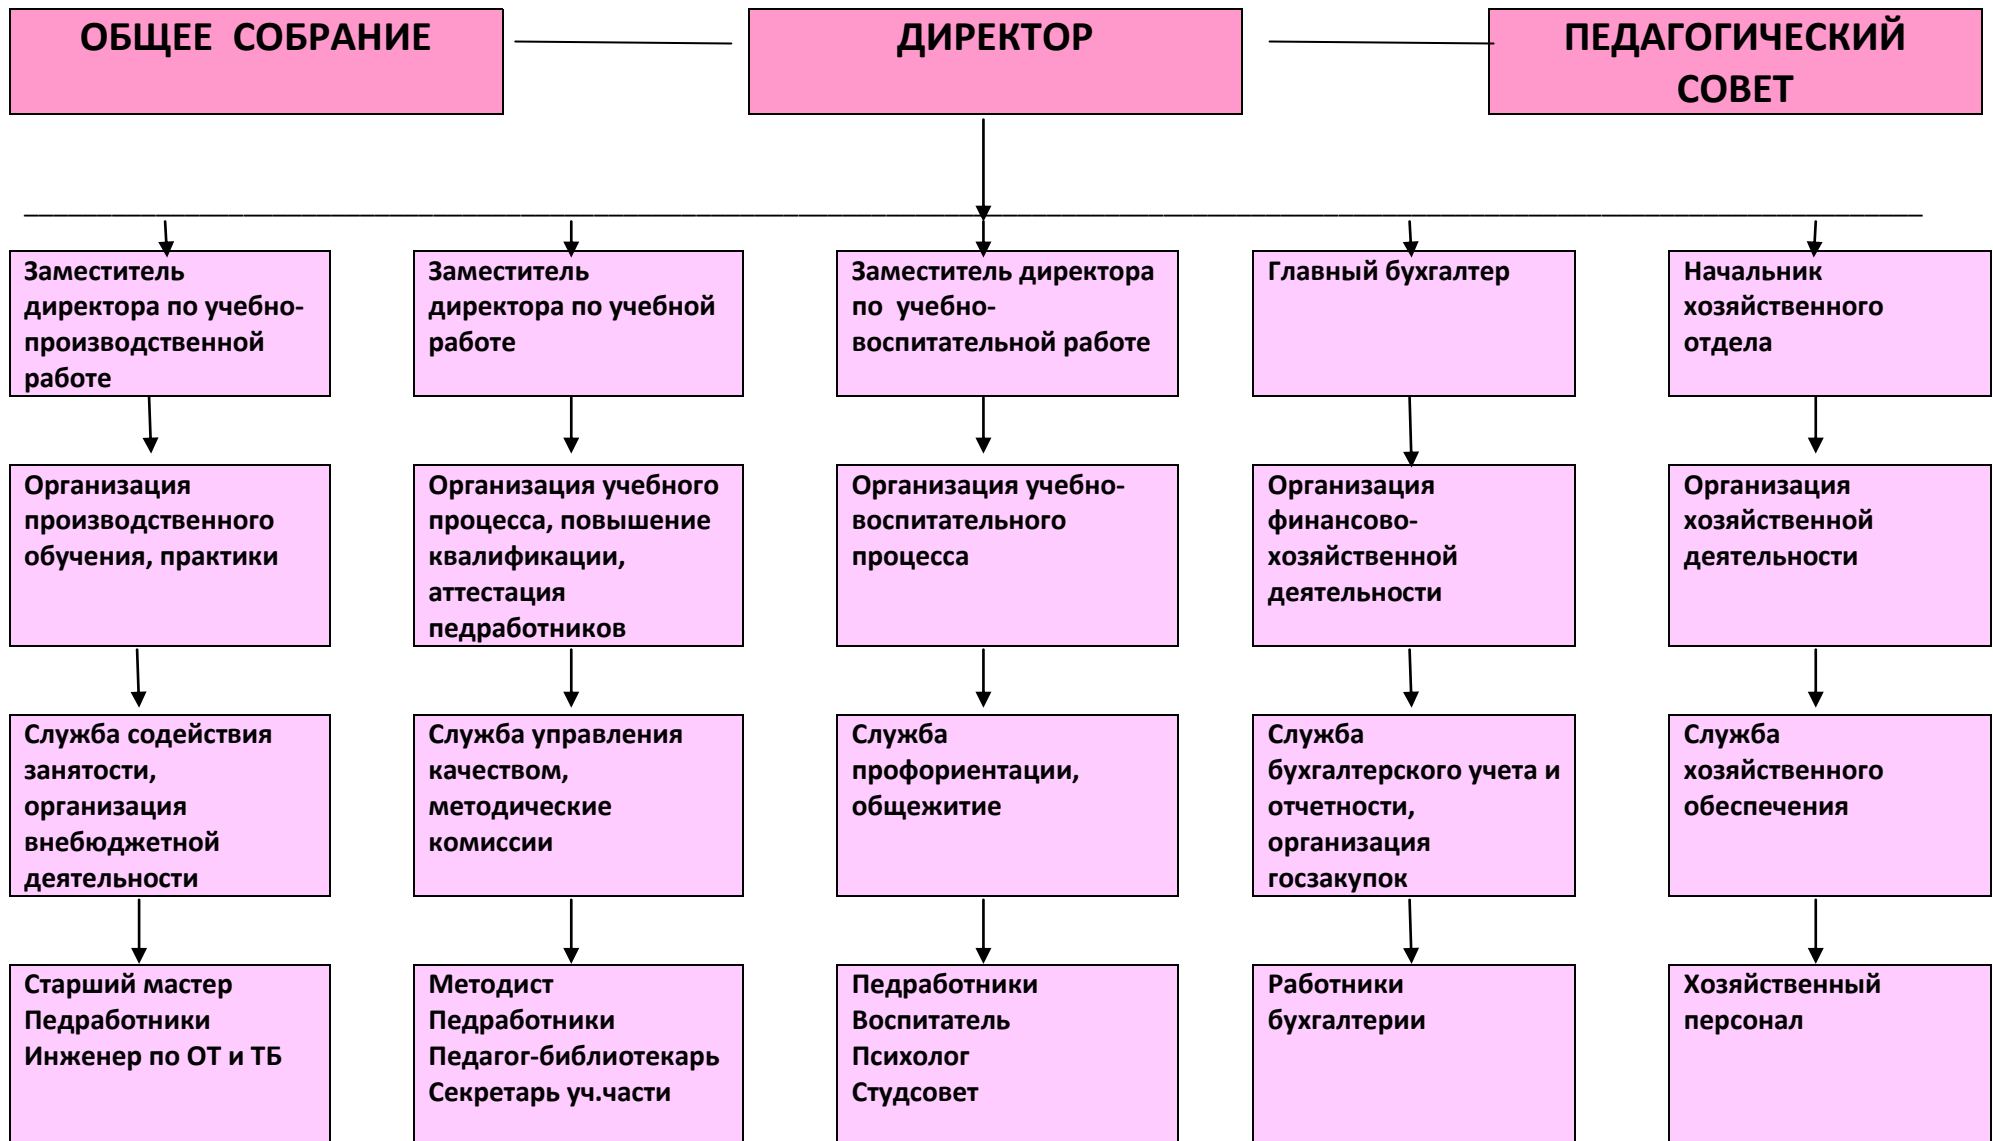 ОБЩЕЕ СОБРАНИЕ
ДИРЕКТОР
ПЕДАГОГИЧЕСКИЙ
СОВЕТ
Заместитель
директора по учебно-
производственной
работе
Заместитель
директора по учебной
работе
Заместитель директора
по учебно-
воспитательной работе
Главный бухгалтер
Начальник
хозяйственного
отдела
Организация
производственного
обучения, практики
Организация учебного
процесса, повышение
квалификации,
аттестация
педработников
Организация учебно-
воспитательного
процесса
Организация
финансово-
хозяйственной
деятельности
Организация
хозяйственной
деятельности
Служба содействия
занятости,
организация
внебюджетной
деятельности
Служба управления
качеством,
методические
комиссии
Служба
профориентации,
общежитие
Служба
бухгалтерского учета и
отчетности,
организация
госзакупок
Служба
хозяйственного
обеспечения
Старший мастер
Педработники
Инженер по ОТ и ТБ
Методист
Педработники
Педагог-библиотекарь
Секретарь уч.части
Педработники
Воспитатель
Психолог
Студсовет
Работники
бухгалтерии
Хозяйственный
персонал